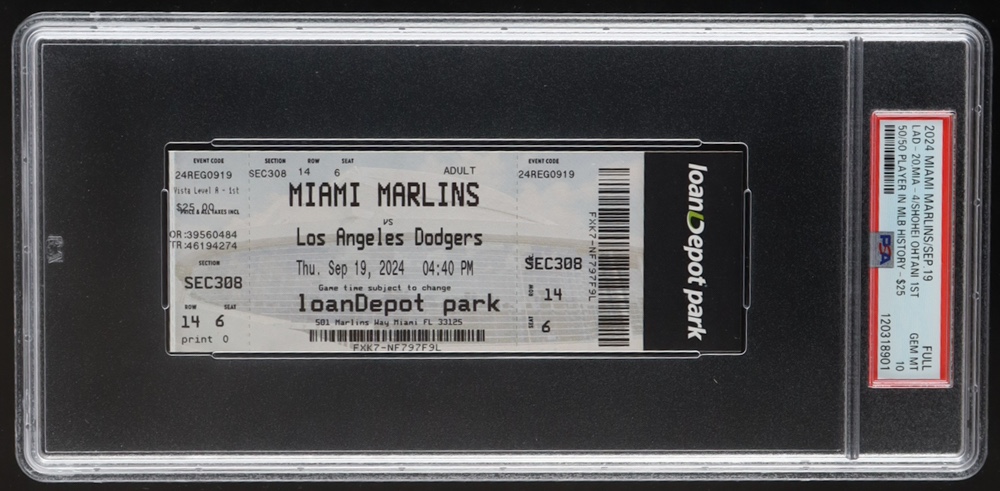 EVENT CODE
24REG0919
Vista Level A - 1st
$25.00
PRICE & ALL TAXES INCL
OR:39560484
TR:46194274
SECTION
SEC308
ROW SEAT
14 6
print 0
SECTION ROW SEAT
SEC308 14 6
ADULT
MIAMI MARLINS
vs
Los Angeles Dodgers
Thu. Sep 19, 2024 04:40 PM
Game time subject to change
loanDepot park
501 Marlins Way Miami FL 33125
FXK7-NF797F9L
EVENT CODE
24REG0919
SEC308
ROW 14
SEAT 6
FXK7-NF797F9L
loanDepot park
2024 MIAMI MARLINS/SEP 19
LAD - 20,MIA - 4/SHOHEI OHTANI 1ST
50/50 PLAYER IN MLB HISTORY - $25
FULL
GEM MT
10
PSA
120318901